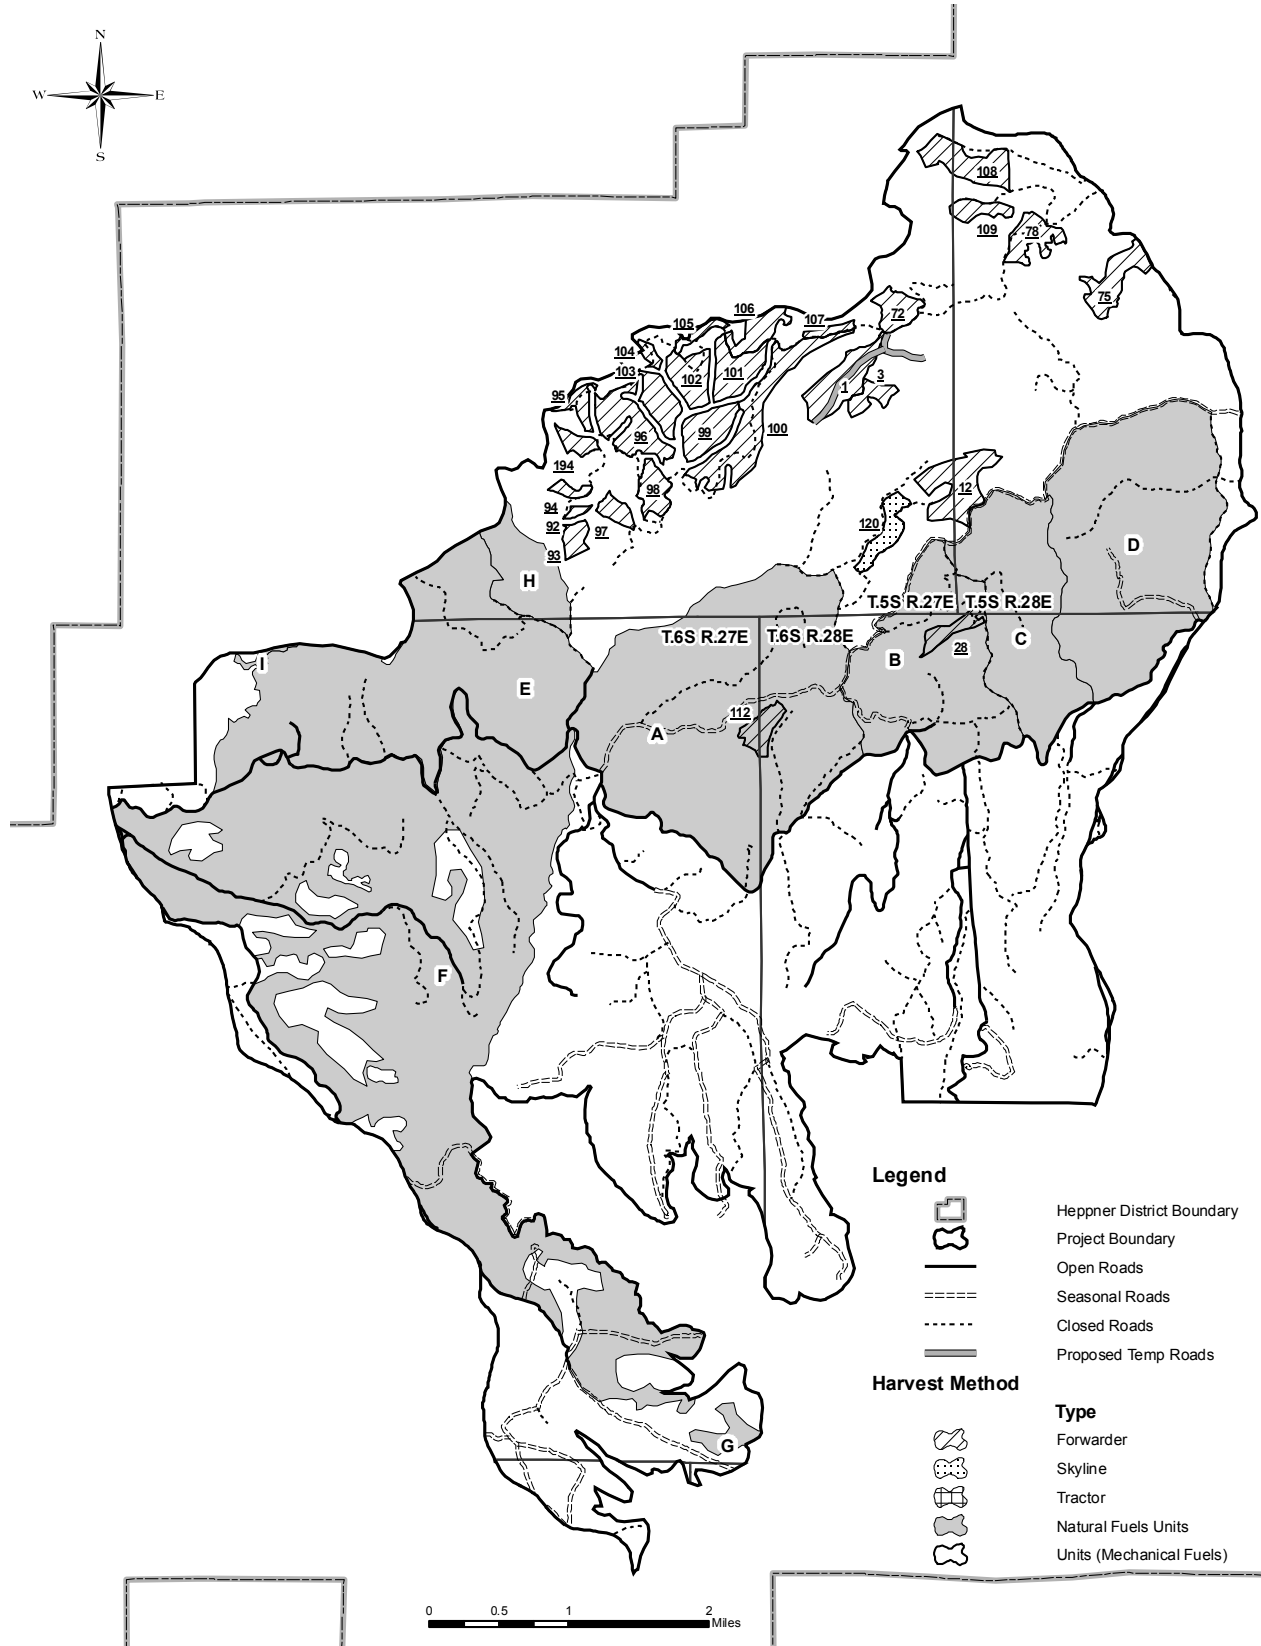 N
W E
S
108
109
78
75
72
106
107
105
104
103
102
101
1
3
95
96
99
100
194
98
94
92
97
93
12
120
D
H
T.5S R.27E T.5S R.28E
T.6S R.27E T.6S R.28E
C
B
28
I
E
112
A
F
G
Legend
Heppner District Boundary
Project Boundary
Open Roads
Seasonal Roads
Closed Roads
Proposed Temp Roads
Harvest Method
Type
Forwarder
Skyline
Tractor
Natural Fuels Units
Units (Mechanical Fuels)
0 0.5 1 2
Miles